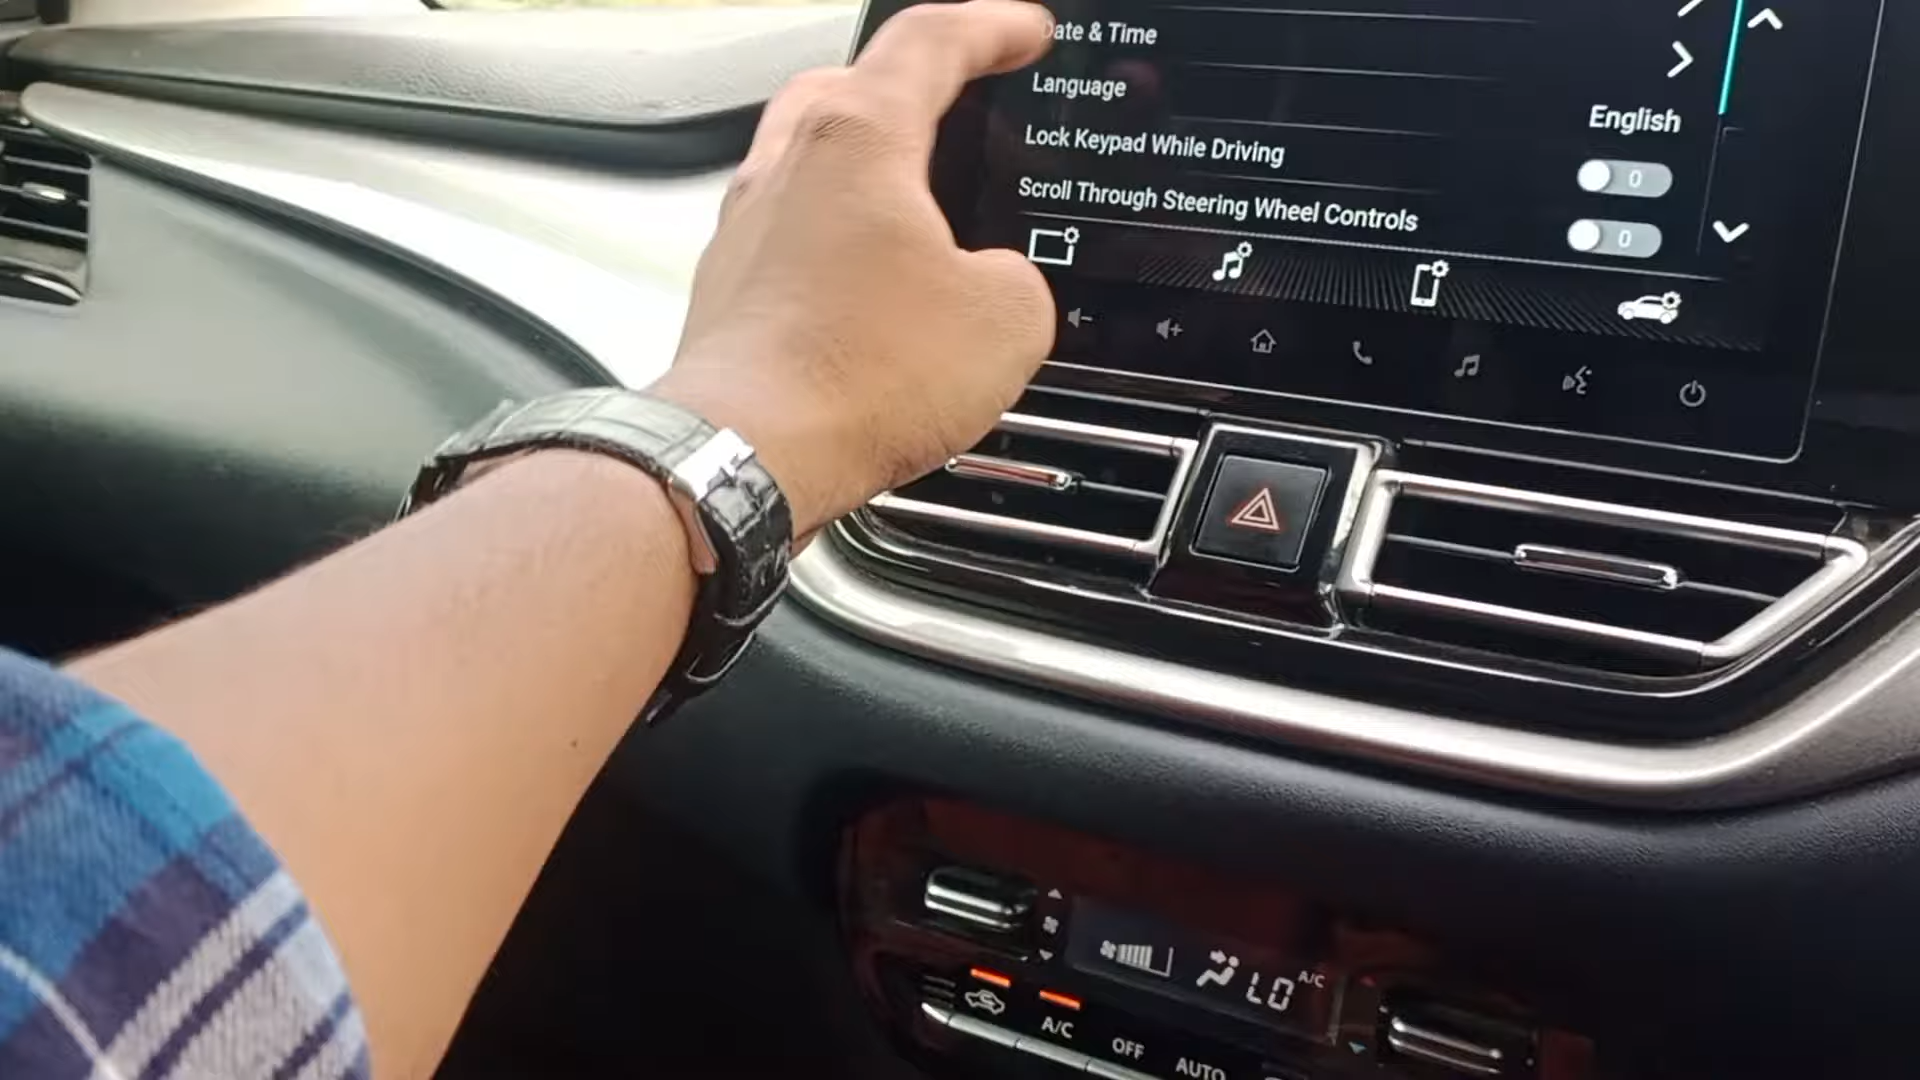 Date & Time
Language
English
Lock Keypad While Driving
0
Scroll Through Steering Wheel Controls
0
LO A/C
A/C
OFF
AUTO